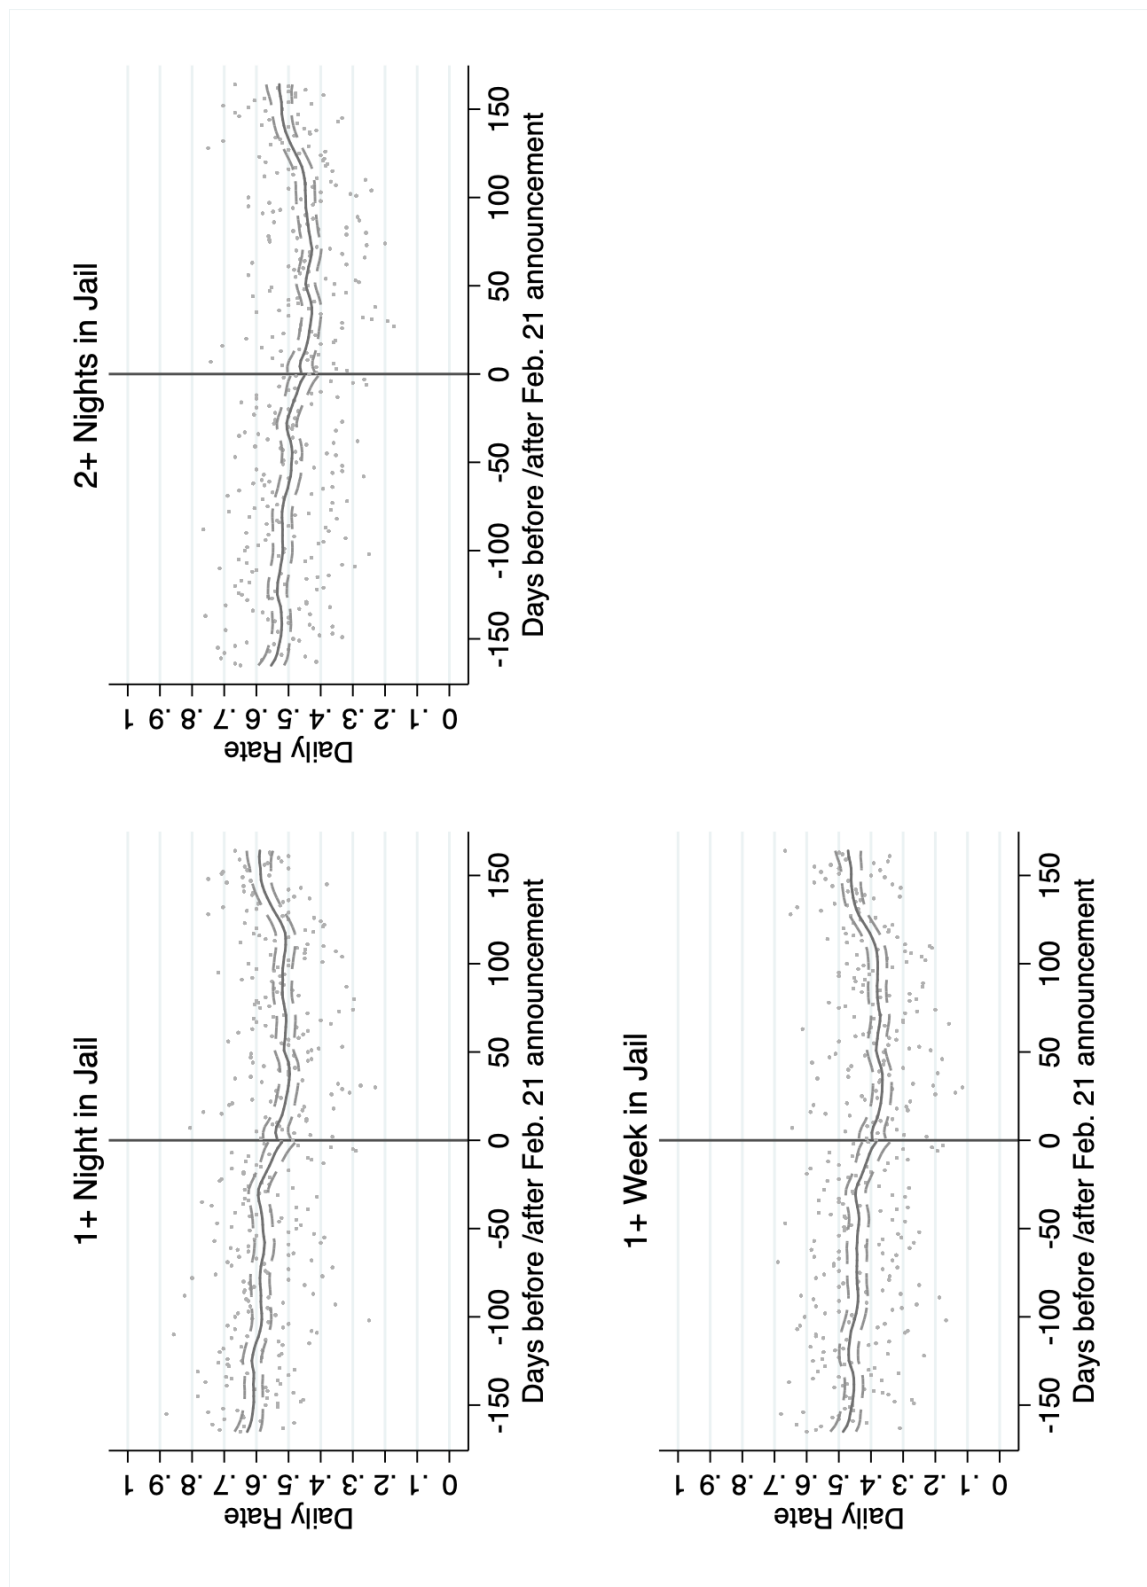 1+ Night in Jail
Daily Rate
1
.9
.8
.7
.6
.5
.4
.3
.2
.1
0
-150 -100 -50 0 50 100 150
Days before /after Feb. 21 announcement
2+ Nights in Jail
Daily Rate
1
.9
.8
.7
.6
.5
.4
.3
.2
.1
0
-150 -100 -50 0 50 100 150
Days before /after Feb. 21 announcement
1+ Week in Jail
Daily Rate
1
.9
.8
.7
.6
.5
.4
.3
.2
.1
0
-150 -100 -50 0 50 100 150
Days before /after Feb. 21 announcement